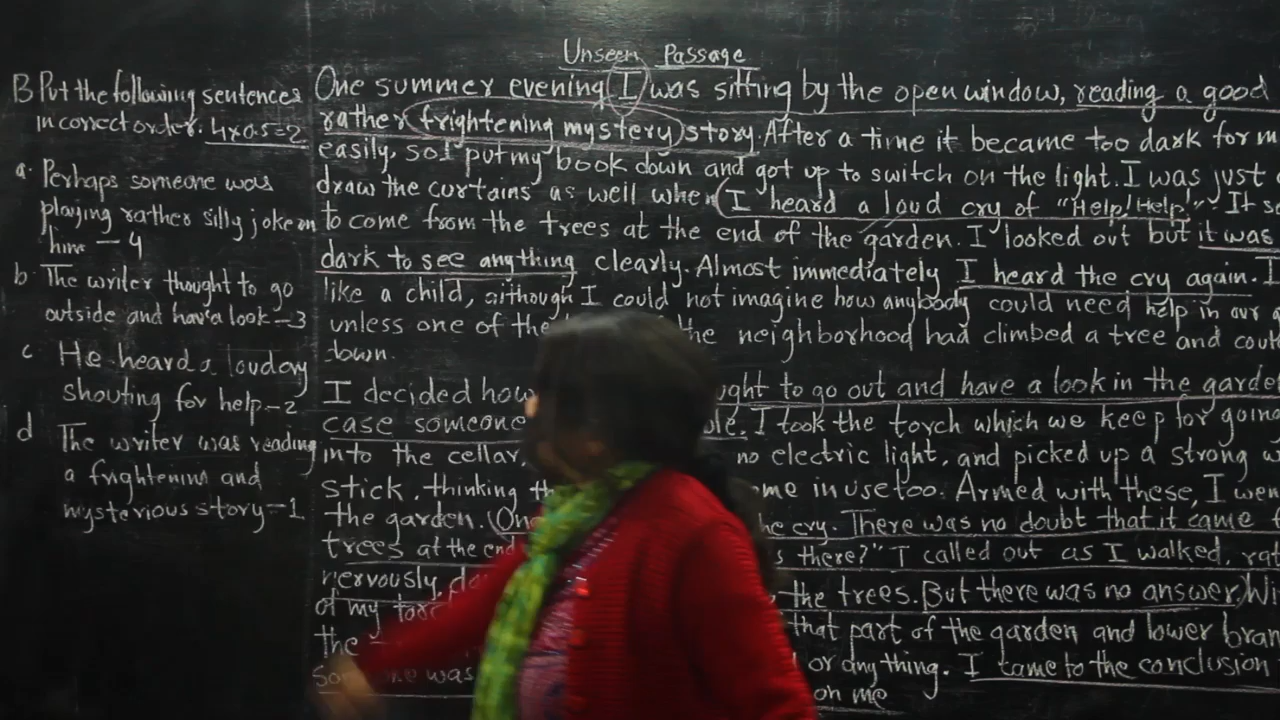 Unseen Passage
B Put the following sentences
in correct order. 4x0.5=2
a. Perhaps someone was
playing rather silly joke on
him - 4
b The writer thought to go
outside and have a look -3
c He heard a loud cry
shouting for help -2
d The writer was reading
a frightening and
mysterious story -1
One summer evening I was sitting by the open window, reading a good
rather frightening mystery story. After a time it became too dark for m
easily, so I put my book down and got up to switch on the light. I was just
draw the curtains as well when I heard a loud cry of "Help! Help!" It s
to come from the trees at the end of the garden. I looked out but it was
dark to see anything clearly. Almost immediately I heard the cry again. I
like a child, although I could not imagine how anybody could need help in our
unless one of the the neighborhood had climbed a tree and coul
down.
I decided how ught to go out and have a look in the garde
case someone ble. I took the torch which we keep for going
into the cellar, no electric light, and picked up a strong w
stick, thinking th ome in use too. Armed with these, I wen
the garden. Onc he cry. There was no doubt that it came f
trees at the end s there?" I called out as I walked, rat
nervously, do the trees. But there was no answer. Wi
of my torc that part of the garden and lower bran
the or anything. I came to the conclusion
was on me